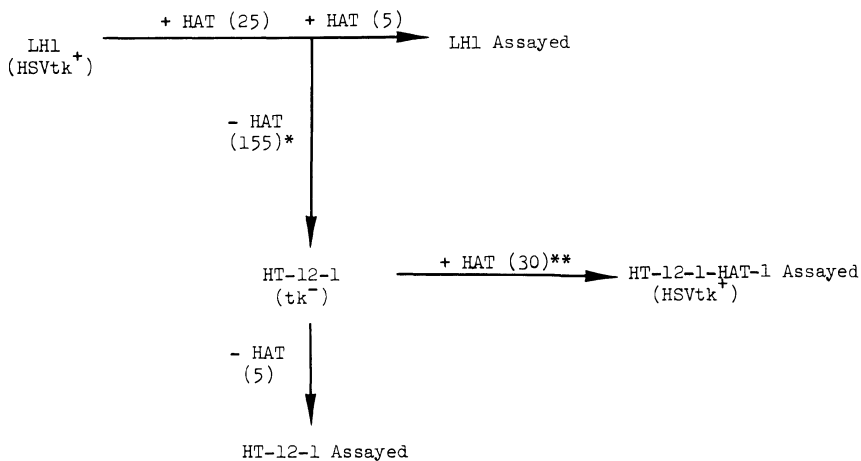 + HAT (25) + HAT (5)
LH1
(HSVtk+)
LH1 Assayed
- HAT
(155)*
+ HAT (30)**
HT-12-1
(tk-)
HT-12-1-HAT-1 Assayed
(HSVtk+)
- HAT
(5)
HT-12-1 Assayed